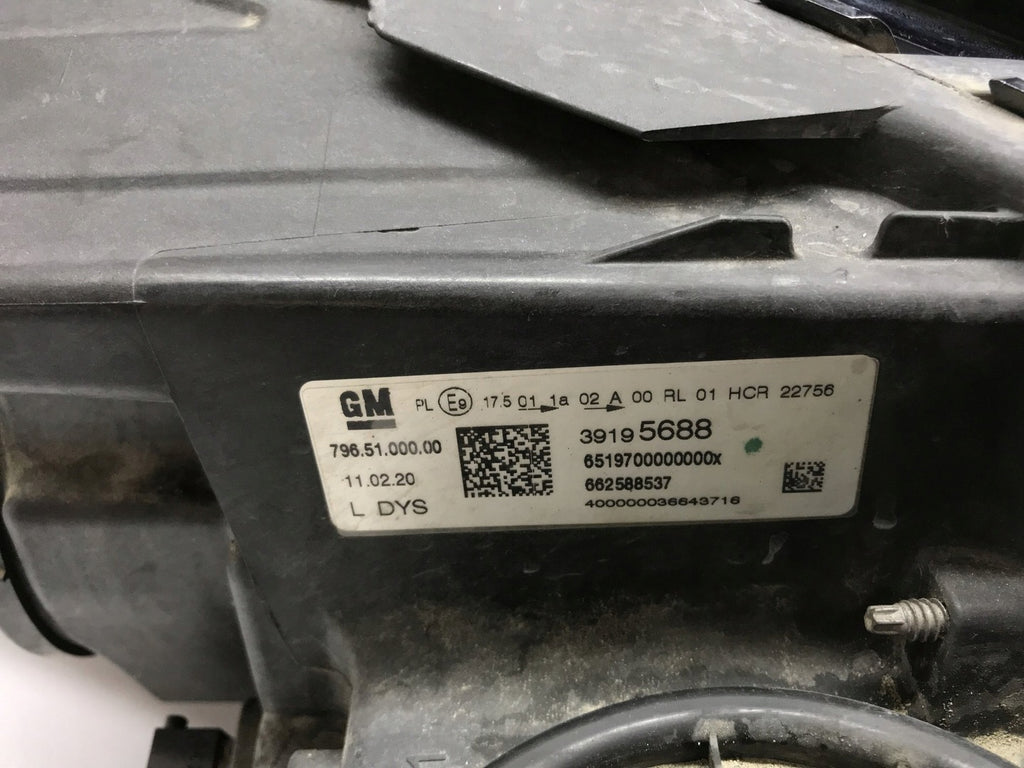 GM PL E9 17.5 01 1a 02 A 00 RL 01 HCR 22756
796.51.000.00
11.02.20
L DYS
39195688
6519700000000x
662588537
400000036643716